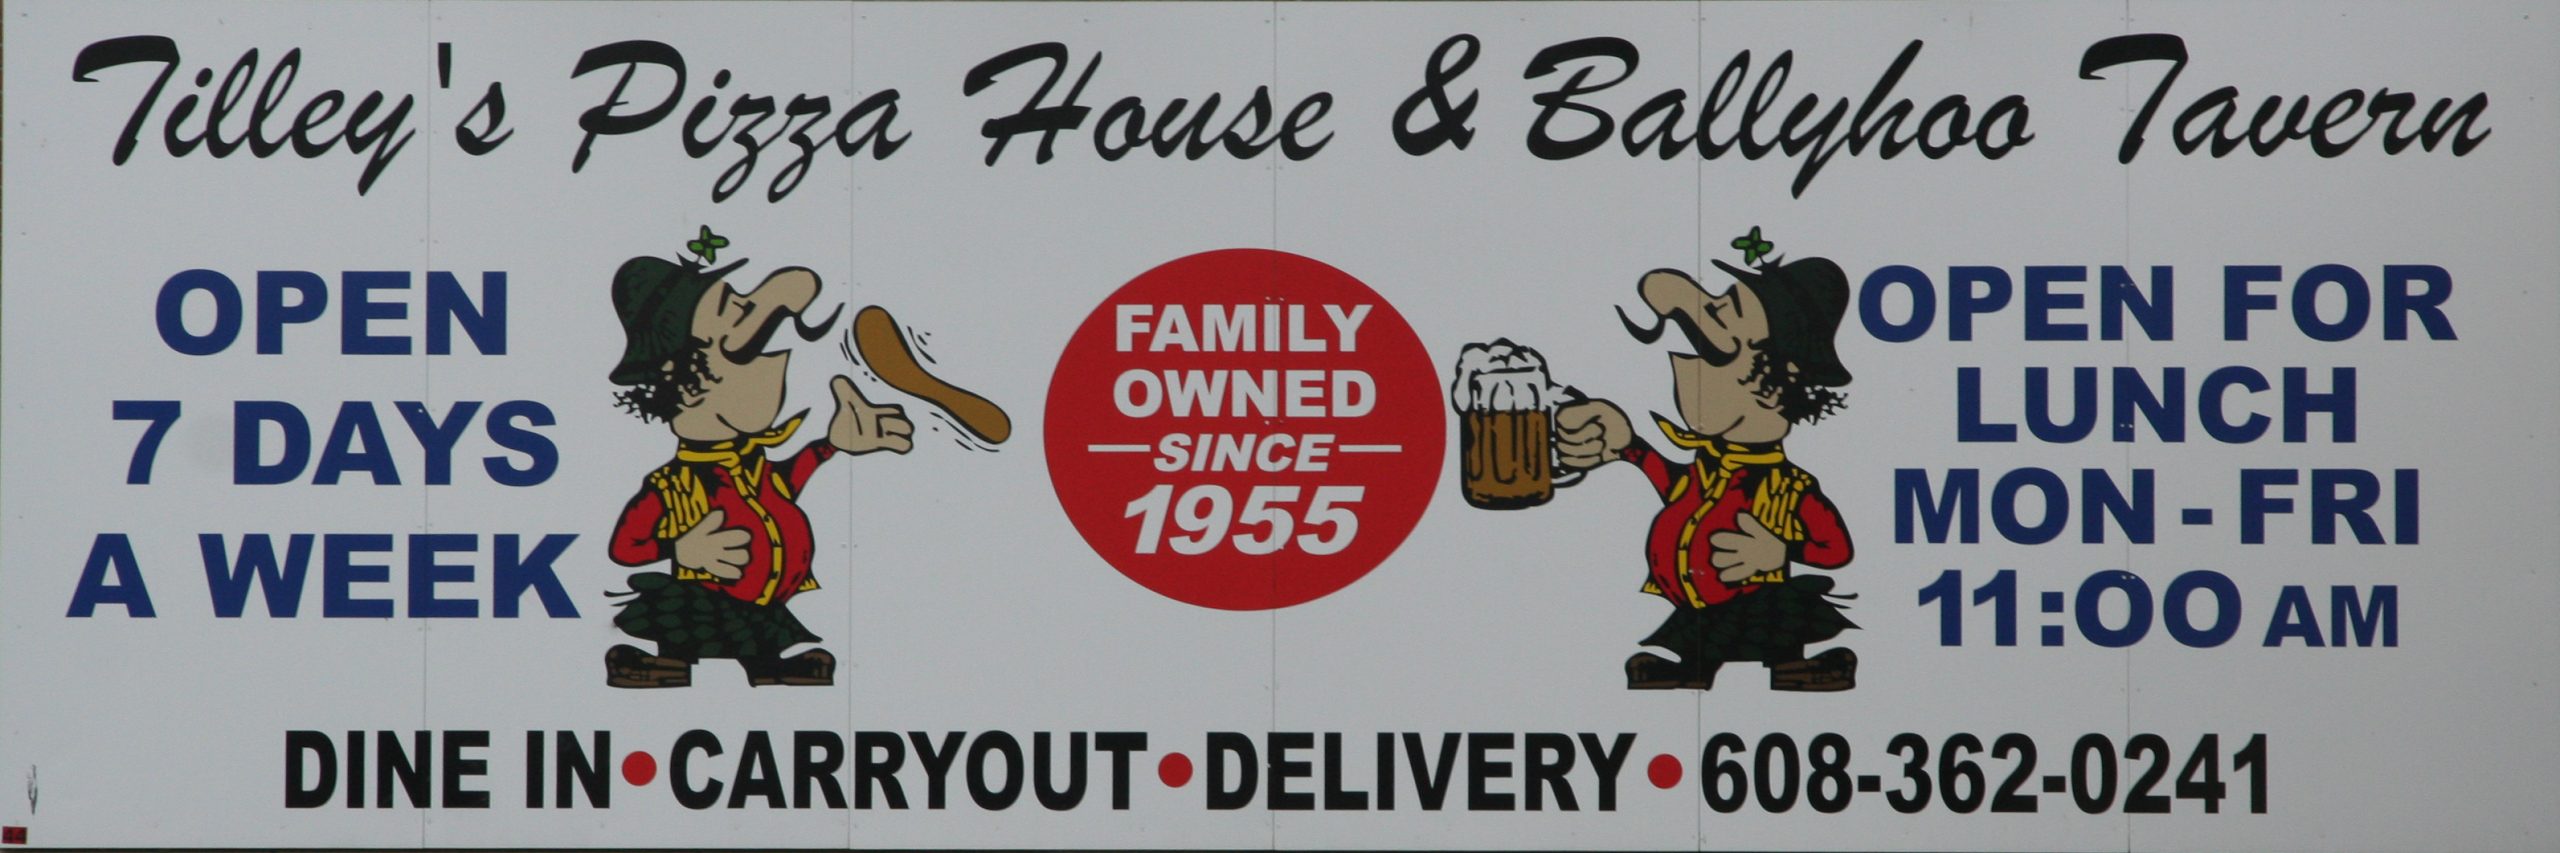 Tilley's Pizza House & Ballyhoo Tavern
OPEN
7 DAYS
A WEEK
FAMILY
OWNED
SINCE
1955
OPEN FOR
LUNCH
MON - FRI
11:00 AM
DINE IN • CARRYOUT • DELIVERY • 608-362-0241
44